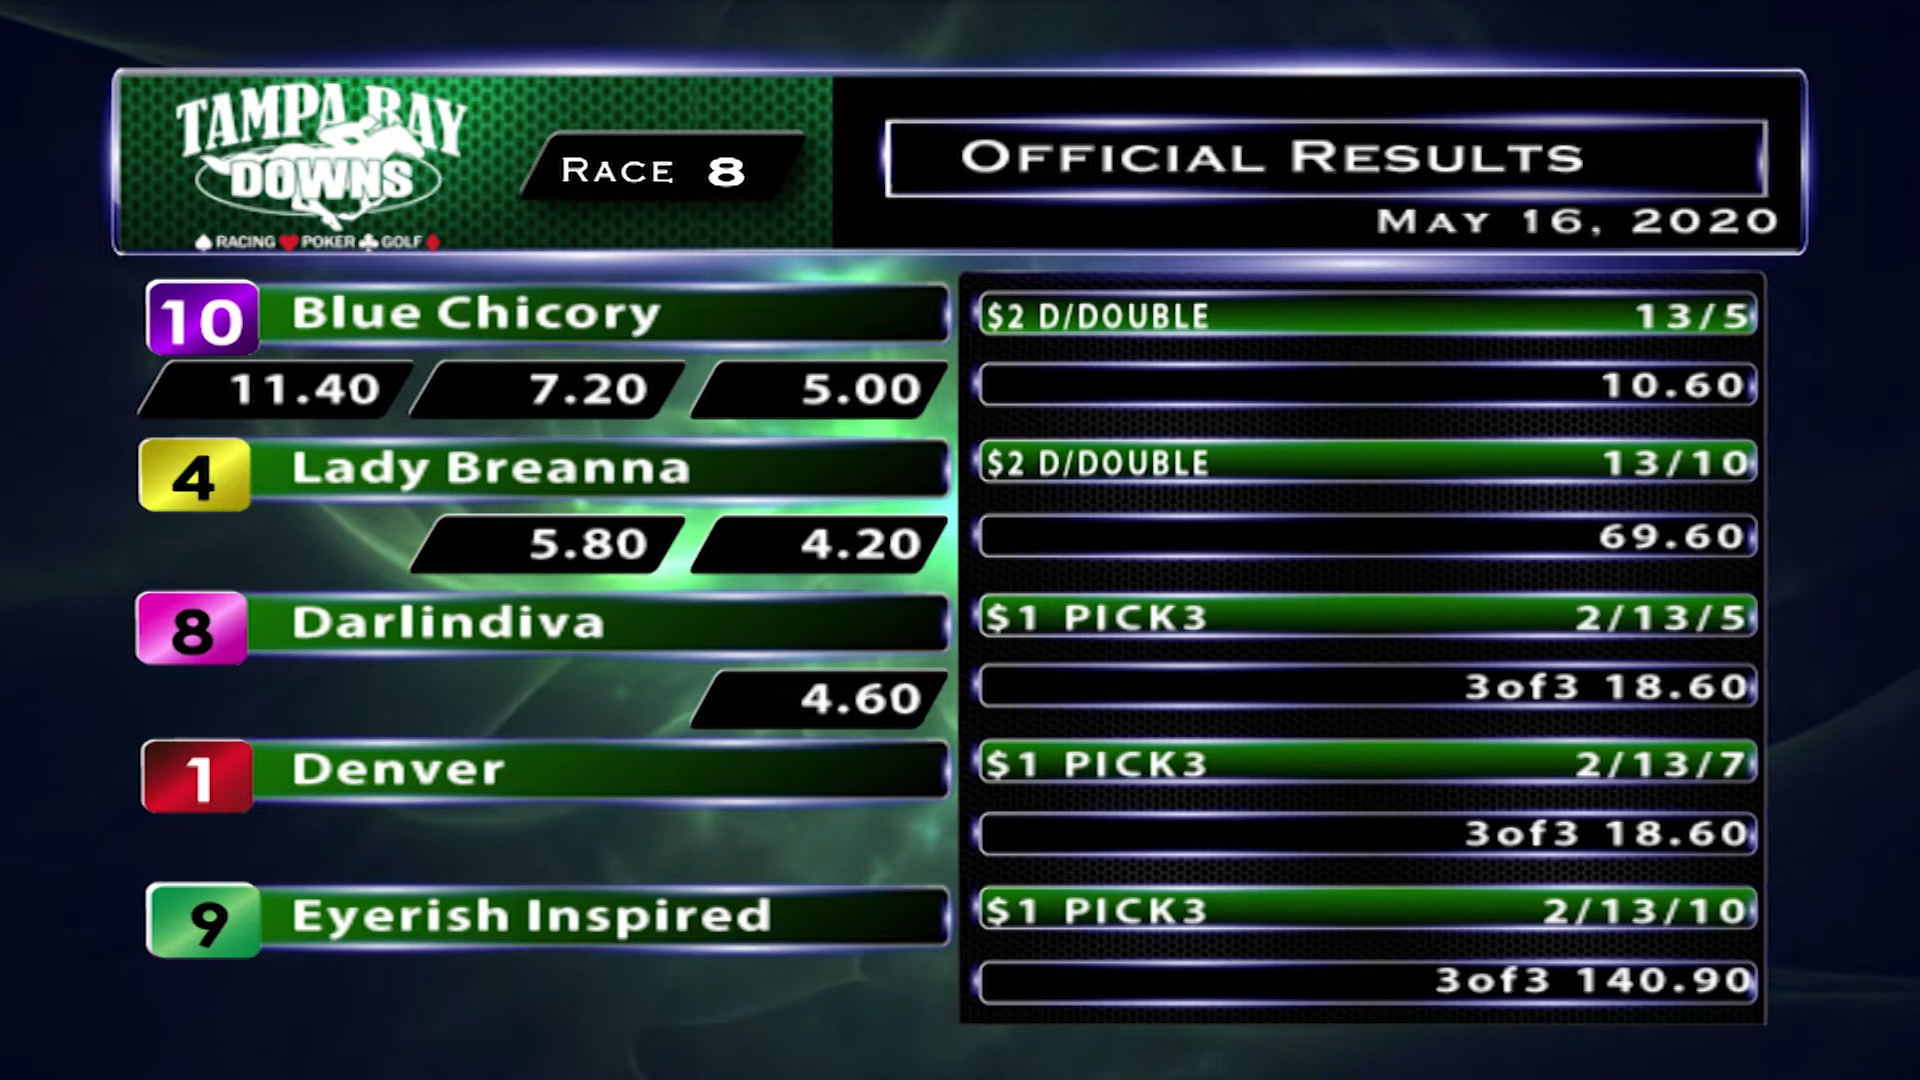 TAMPA BAY
DOWNS
RACING POKER GOLF
RACE 8
OFFICIAL RESULTS
MAY 16, 2020
10 Blue Chicory
11.40 7.20 5.00
4 Lady Breanna
5.80 4.20
8 Darlindiva
4.60
1 Denver
9 Eyerish Inspired
$2 D/DOUBLE 13/5
10.60
$2 D/DOUBLE 13/10
69.60
$1 PICK3 2/13/5
3of3 18.60
$1 PICK3 2/13/7
3of3 18.60
$1 PICK3 2/13/10
3of3 140.90